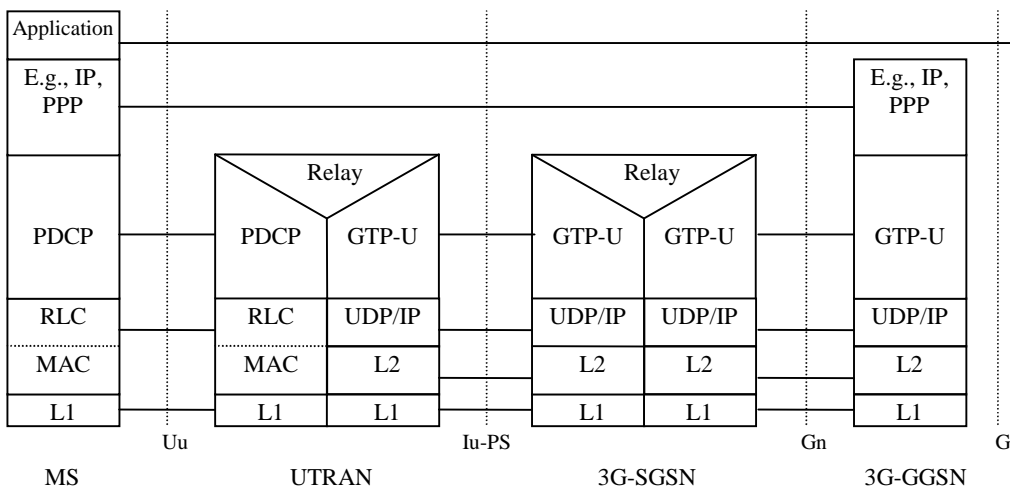 Application
E.g., IP,
PPP
E.g., IP,
PPP
Relay
Relay
PDCP
PDCP
GTP-U
GTP-U
GTP-U
GTP-U
RLC
RLC
UDP/IP
UDP/IP
UDP/IP
UDP/IP
MAC
MAC
L2
L2
L2
L2
L1
L1
L1
L1
L1
L1
Uu
Iu-PS
Gn
G
MS
UTRAN
3G-SGSN
3G-GGSN